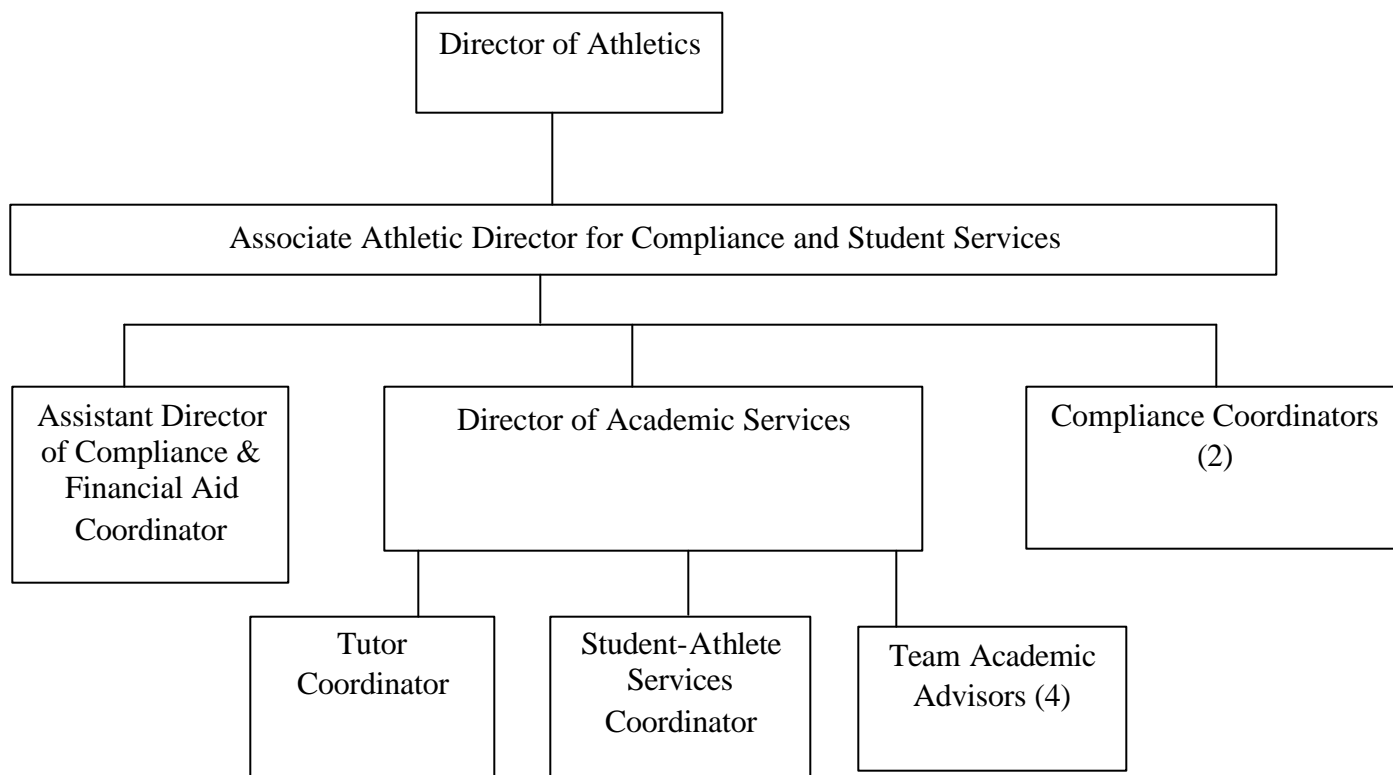 Director of Athletics
Associate Athletic Director for Compliance and Student Services
Assistant Director
of Compliance &
Financial Aid
Coordinator
Director of Academic Services
Compliance Coordinators
(2)
Tutor
Coordinator
Student-Athlete
Services
Coordinator
Team Academic
Advisors (4)